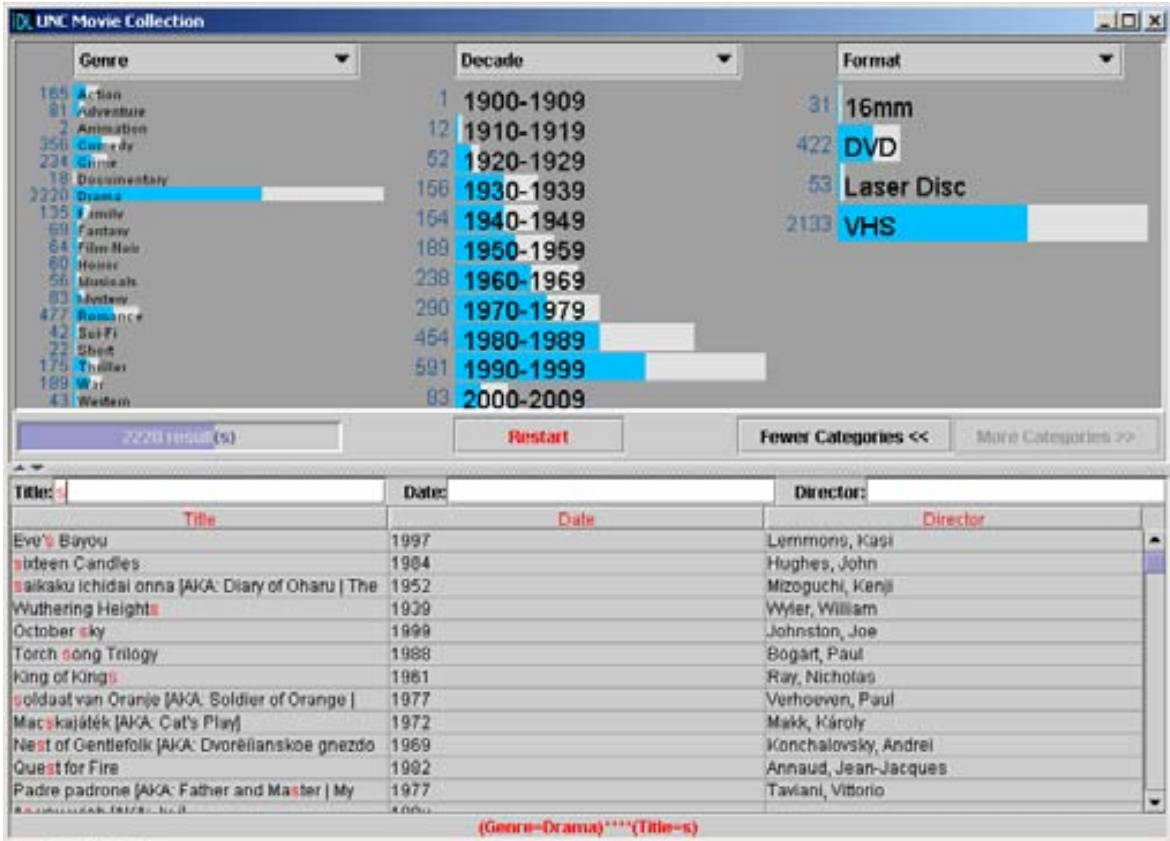 UNC Movie Collection
Genre Decade Format
165 Action
81 Adventure
2 Animation
356 Comedy
234 Crime
18 Documentary
2220 Drama
135 Family
69 Fantasy
64 Film-Noir
60 Horror
56 Musicals
83 Mystery
477 Romance
42 Sci-Fi
22 Short
175 Thriller
189 War
43 Western
1 1900-1909
12 1910-1919
52 1920-1929
156 1930-1939
154 1940-1949
189 1950-1959
238 1960-1969
290 1970-1979
454 1980-1989
591 1990-1999
83 2000-2009
31 16mm
422 DVD
53 Laser Disc
2133 VHS
2220 result(s) Restart Fewer Categories << More Categories >>
Title: s Date: Director:
Title Date Director
Eve's Bayou 1997 Lemmons, Kasi
sixteen Candles 1984 Hughes, John
saikaku ichidai onna [AKA: Diary of Oharu | The 1952 Mizoguchi, Kenji
Wuthering Heights 1939 Wyler, William
October sky 1999 Johnston, Joe
Torch song Trilogy 1988 Bogart, Paul
King of Kings 1961 Ray, Nicholas
soldaat van Oranje [AKA: Soldier of Orange | 1977 Verhoeven, Paul
Macskajáték [AKA: Cat's Play] 1972 Makk, Károly
Nest of Gentlefolk [AKA: Dvorëiianskoe gnezdo 1969 Konchalovsky, Andrei
Quest for Fire 1982 Annaud, Jean-Jacques
Padre padrone [AKA: Father and Master | My 1977 Taviani, Vittorio
(Genre=Drama)****(Title=s)